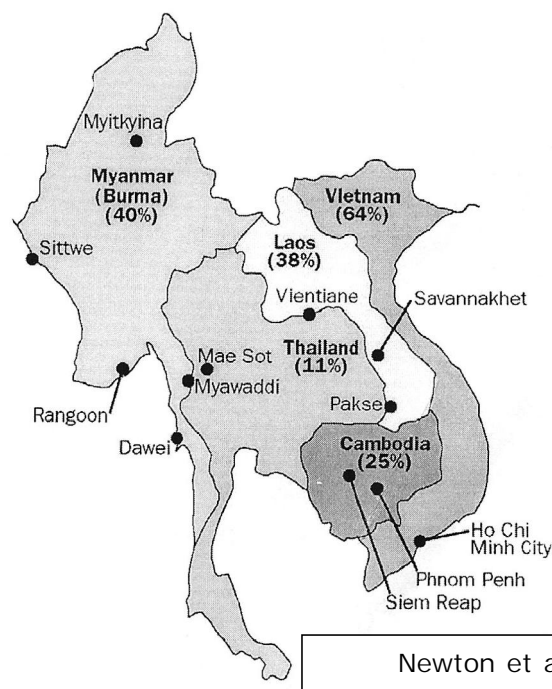 Myitkyina
Myanmar
(Burma)
(40%)
Vietnam
(64%)
Sittwe
Laos
(38%)
Vientiane
Savannakhet
Thailand
(11%)
Mae Sot
Myawaddi
Rangoon
Pakse
Dawei
Cambodia
(25%)
Ho Chi
Minh City
Phnom Penh
Siem Reap
Newton et a